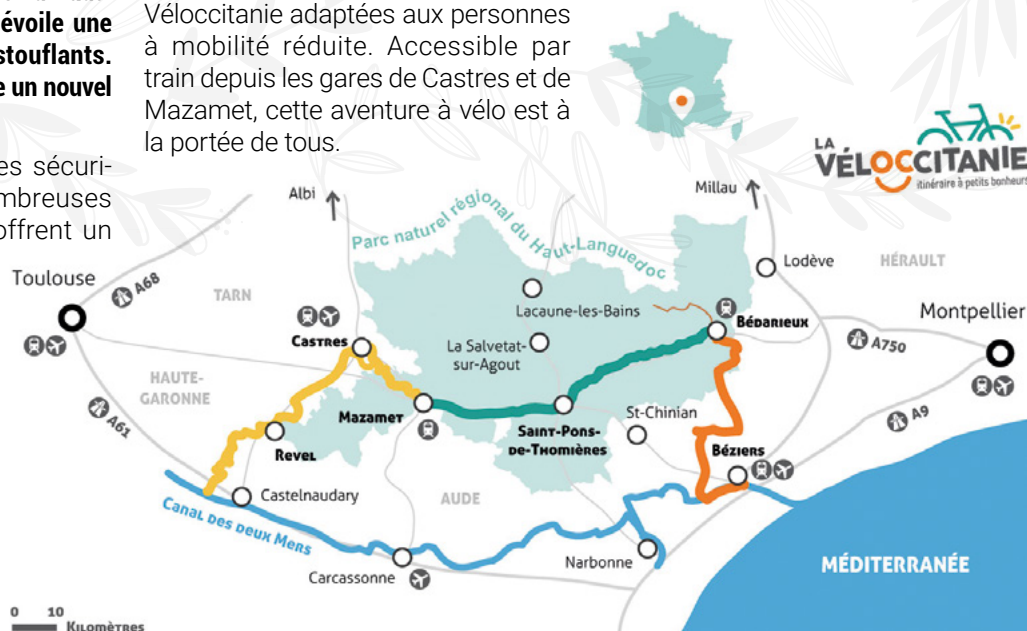 évoile une
stouflants.
e un nouvel
es sécuri-
mbreuses
offrent un
Véloccitanie adaptées aux personnes
à mobilité réduite. Accessible par
train depuis les gares de Castres et de
Mazamet, cette aventure à vélo est à
la portée de tous.
LA
VÉLOCCITANIE
itinéraire à petits bonheurs
Albi
Millau
Parc naturel régional du Haut-Languedoc
Toulouse
A68
TARN
Lodève
HÉRAULT
Lacaune-les-Bains
Bédarieux
Montpellier
Castres
La Salvetat-
sur-Agout
A750
HAUTE-
GARONNE
Mazamet
St-Chinian
A9
A61
Revel
Saint-Pons-
de-Thomières
Béziers
Castelnaudary
AUDE
Canal des deux Mers
Narbonne
Carcassonne
MÉDITERRANÉE
0 10
Kilomètres